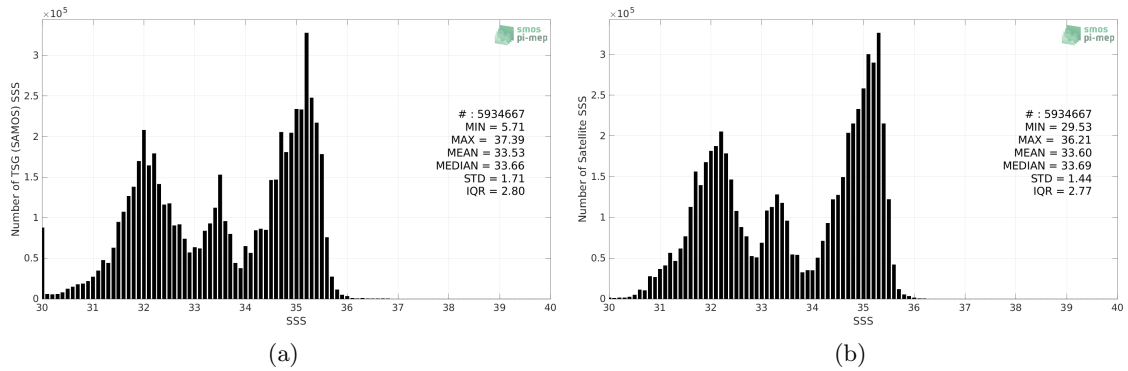 ×10^5
smos
pi-mep
Number of TSG (SAMOS) SSS
3
2.5
2
1.5
1
0.5
0
# : 5934667
MIN = 5.71
MAX = 37.39
MEAN = 33.53
MEDIAN = 33.66
STD = 1.71
IQR = 2.80
30 31 32 33 34 35 36 37 38 39 40
SSS
(a)
×10^5
smos
pi-mep
Number of Satellite SSS
3
2.5
2
1.5
1
0.5
0
# : 5934667
MIN = 29.53
MAX = 36.21
MEAN = 33.60
MEDIAN = 33.69
STD = 1.44
IQR = 2.77
30 31 32 33 34 35 36 37 38 39 40
SSS
(b)